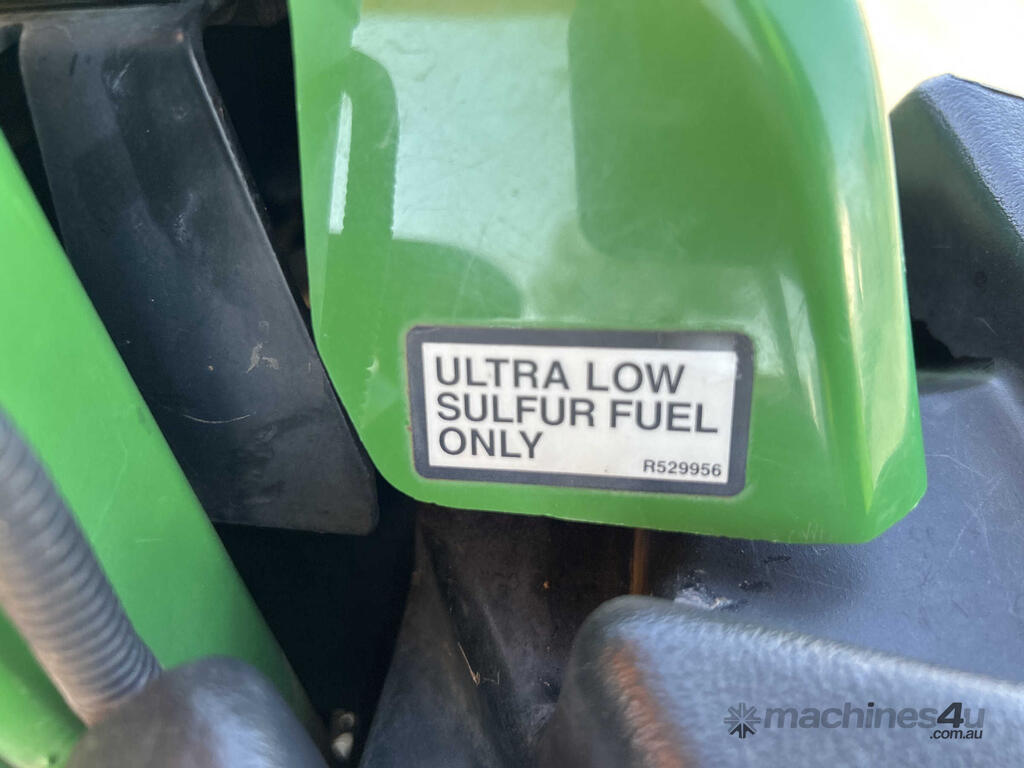 ULTRA LOW
SULFUR FUEL
ONLY
R529956
machines4u
.com.au